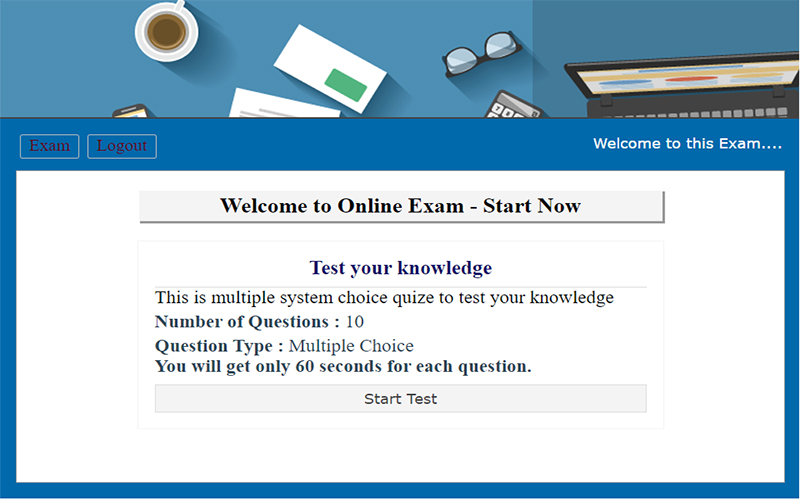 Exam Logout Welcome to this Exam....
Welcome to Online Exam - Start Now
Test your knowledge
This is multiple system choice quize to test your knowledge
Number of Questions : 10
Question Type : Multiple Choice
You will get only 60 seconds for each question.
Start Test